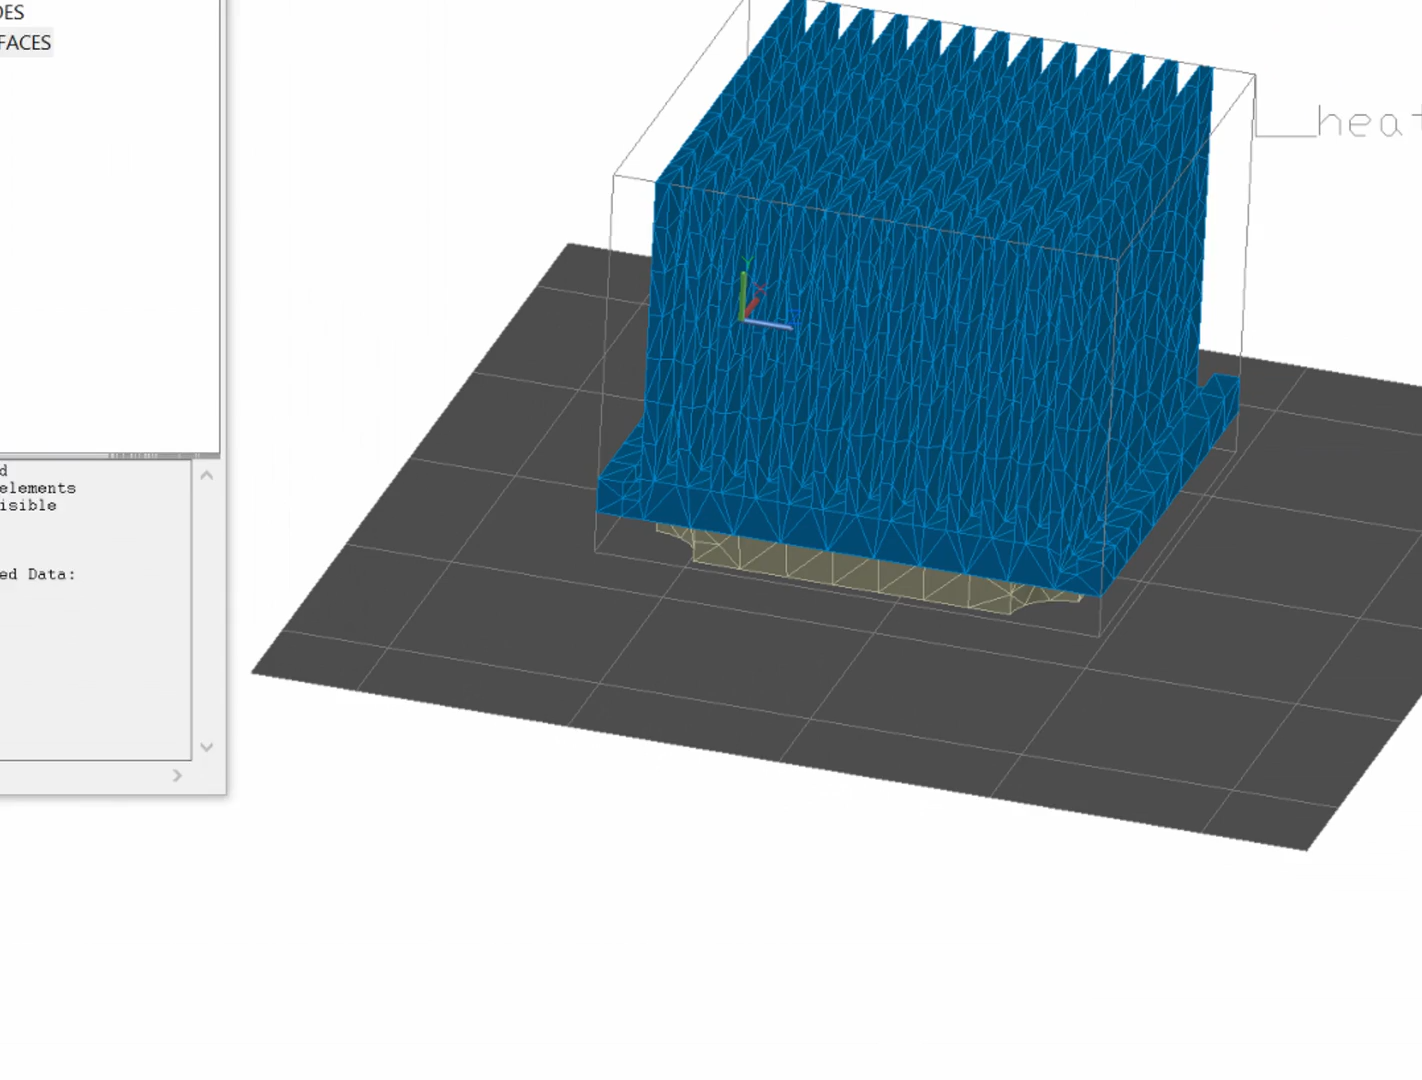 DES
FACES
d
elements
isible
ed Data:
Y
heat